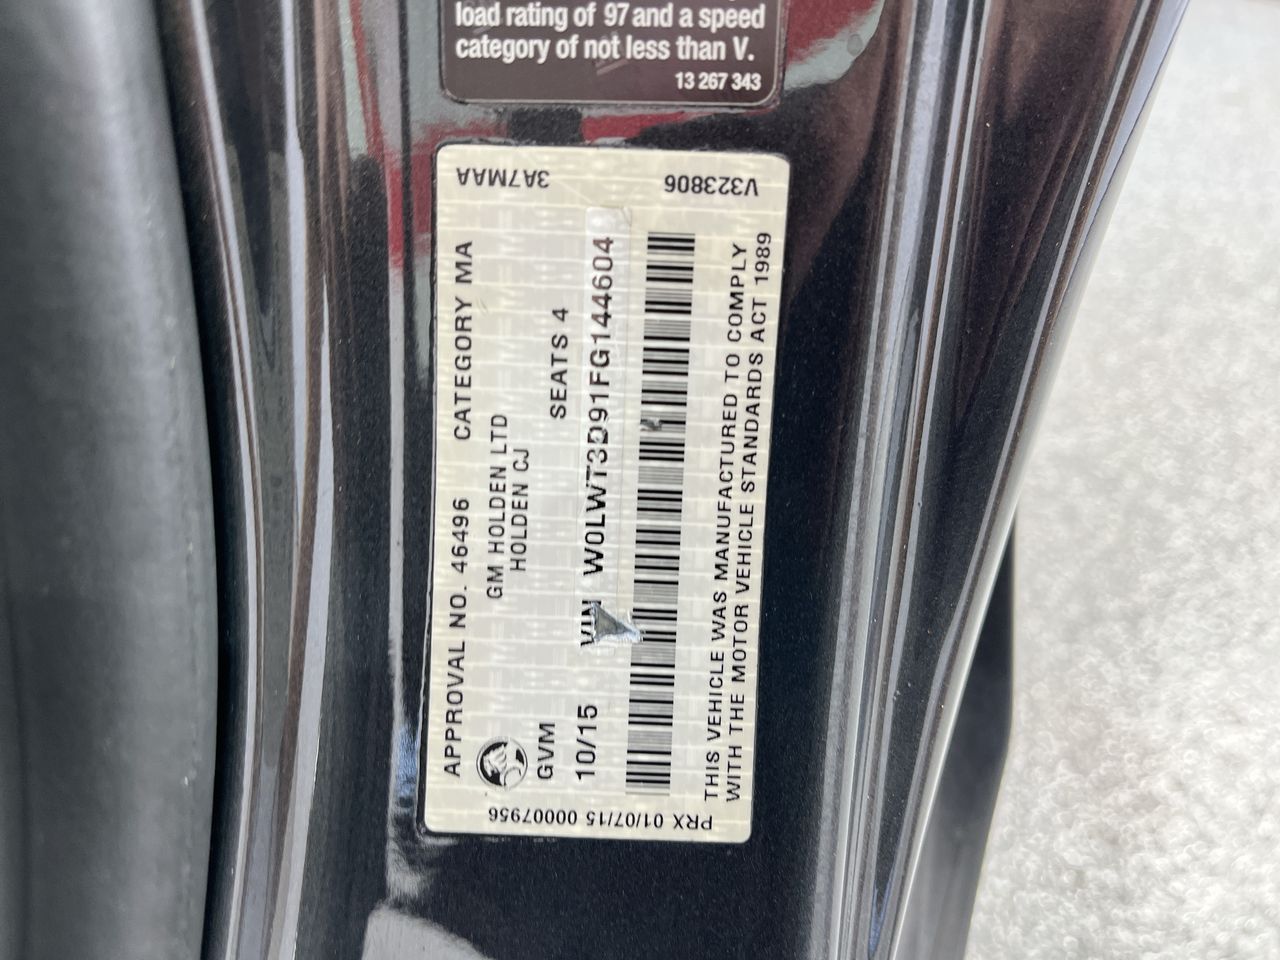 load rating of 97 and a speed
category of not less than V.
13 267 343
3A7MAA
V323806
APPROVAL NO. 46496 CATEGORY MA
GM HOLDEN LTD
HOLDEN CJ
GVM SEATS 4
10/15 VIN W0LWT3D91FG144604
THIS VEHICLE WAS MANUFACTURED TO COMPLY
WITH THE MOTOR VEHICLE STANDARDS ACT 1989
PRX 01/07/15 00007956